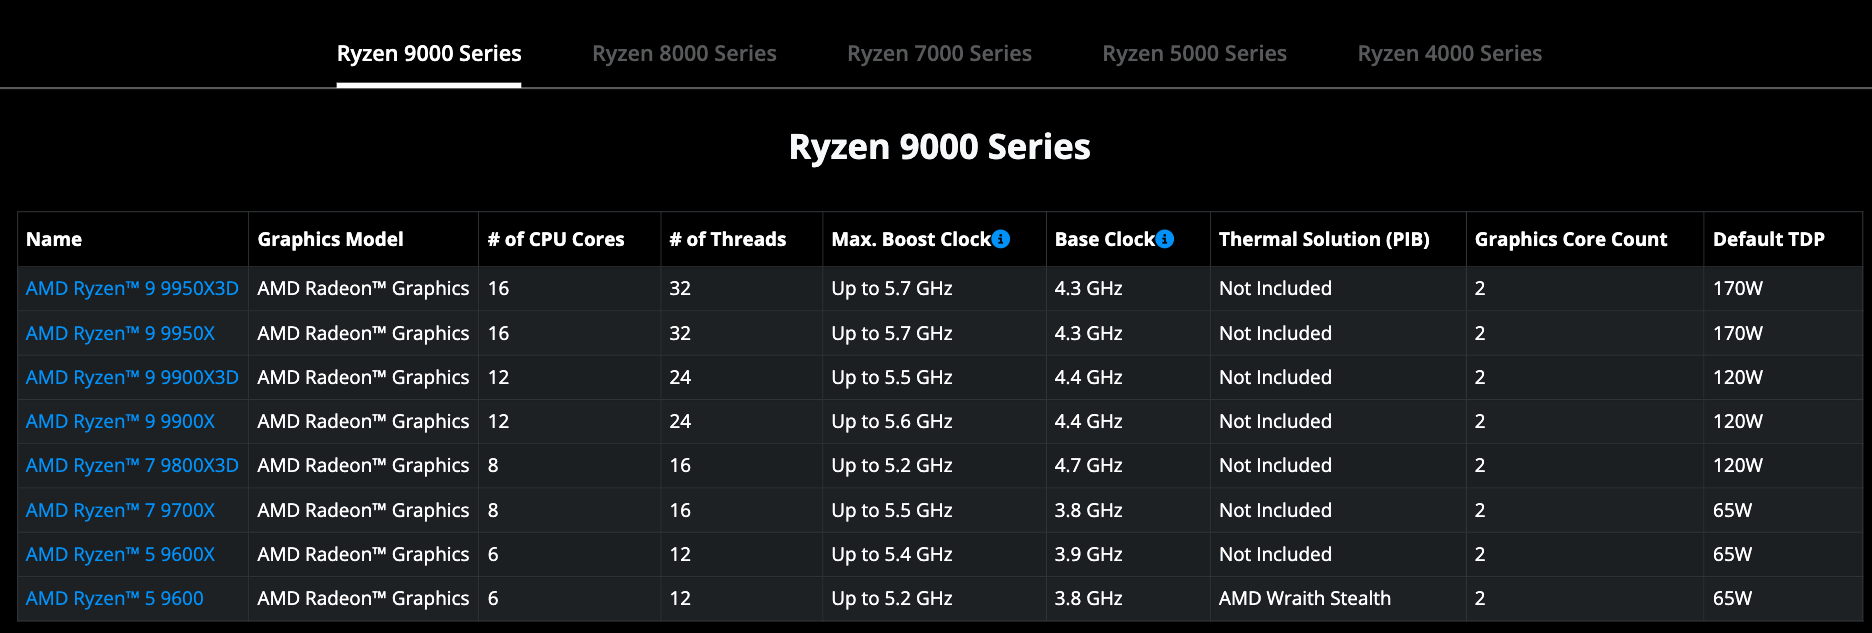 Ryzen 9000 Series Ryzen 8000 Series Ryzen 7000 Series Ryzen 5000 Series Ryzen 4000 Series
Ryzen 9000 Series
Name Graphics Model # of CPU Cores # of Threads Max. Boost Clock Base Clock Thermal Solution (PIB) Graphics Core Count Default TDP
AMD Ryzen™ 9 9950X3D AMD Radeon™ Graphics 16 32 Up to 5.7 GHz 4.3 GHz Not Included 2 170W
AMD Ryzen™ 9 9950X AMD Radeon™ Graphics 16 32 Up to 5.7 GHz 4.3 GHz Not Included 2 170W
AMD Ryzen™ 9 9900X3D AMD Radeon™ Graphics 12 24 Up to 5.5 GHz 4.4 GHz Not Included 2 120W
AMD Ryzen™ 9 9900X AMD Radeon™ Graphics 12 24 Up to 5.6 GHz 4.4 GHz Not Included 2 120W
AMD Ryzen™ 7 9800X3D AMD Radeon™ Graphics 8 16 Up to 5.2 GHz 4.7 GHz Not Included 2 120W
AMD Ryzen™ 7 9700X AMD Radeon™ Graphics 8 16 Up to 5.5 GHz 3.8 GHz Not Included 2 65W
AMD Ryzen™ 5 9600X AMD Radeon™ Graphics 6 12 Up to 5.4 GHz 3.9 GHz Not Included 2 65W
AMD Ryzen™ 5 9600 AMD Radeon™ Graphics 6 12 Up to 5.2 GHz 3.8 GHz AMD Wraith Stealth 2 65W